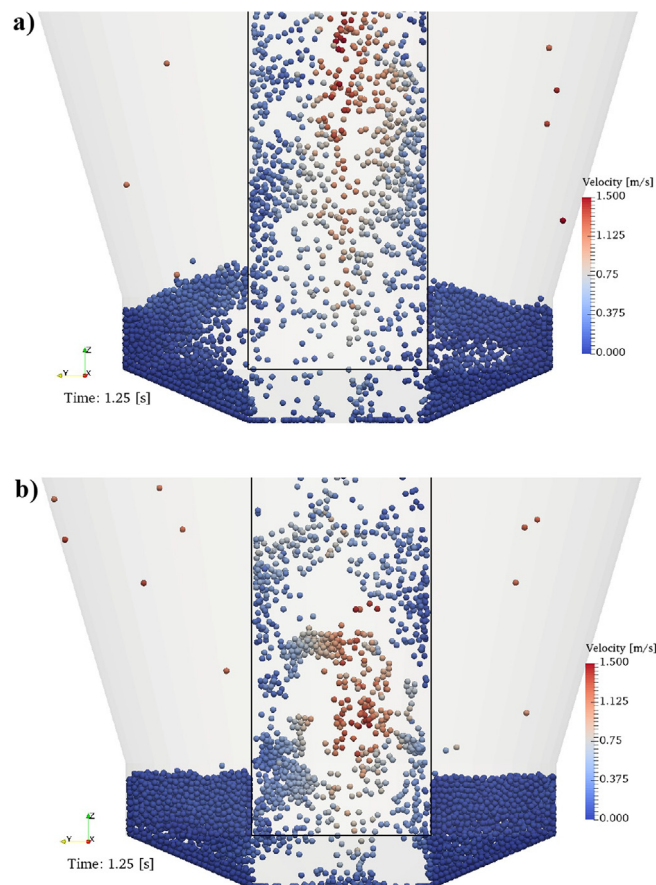 a)
Velocity [m/s]
1.500
1.125
0.75
0.375
0.000
Z
Y
X
Time: 1.25 [s]
b)
Velocity [m/s]
1.500
1.125
0.75
0.375
0.000
Z
Y
X
Time: 1.25 [s]